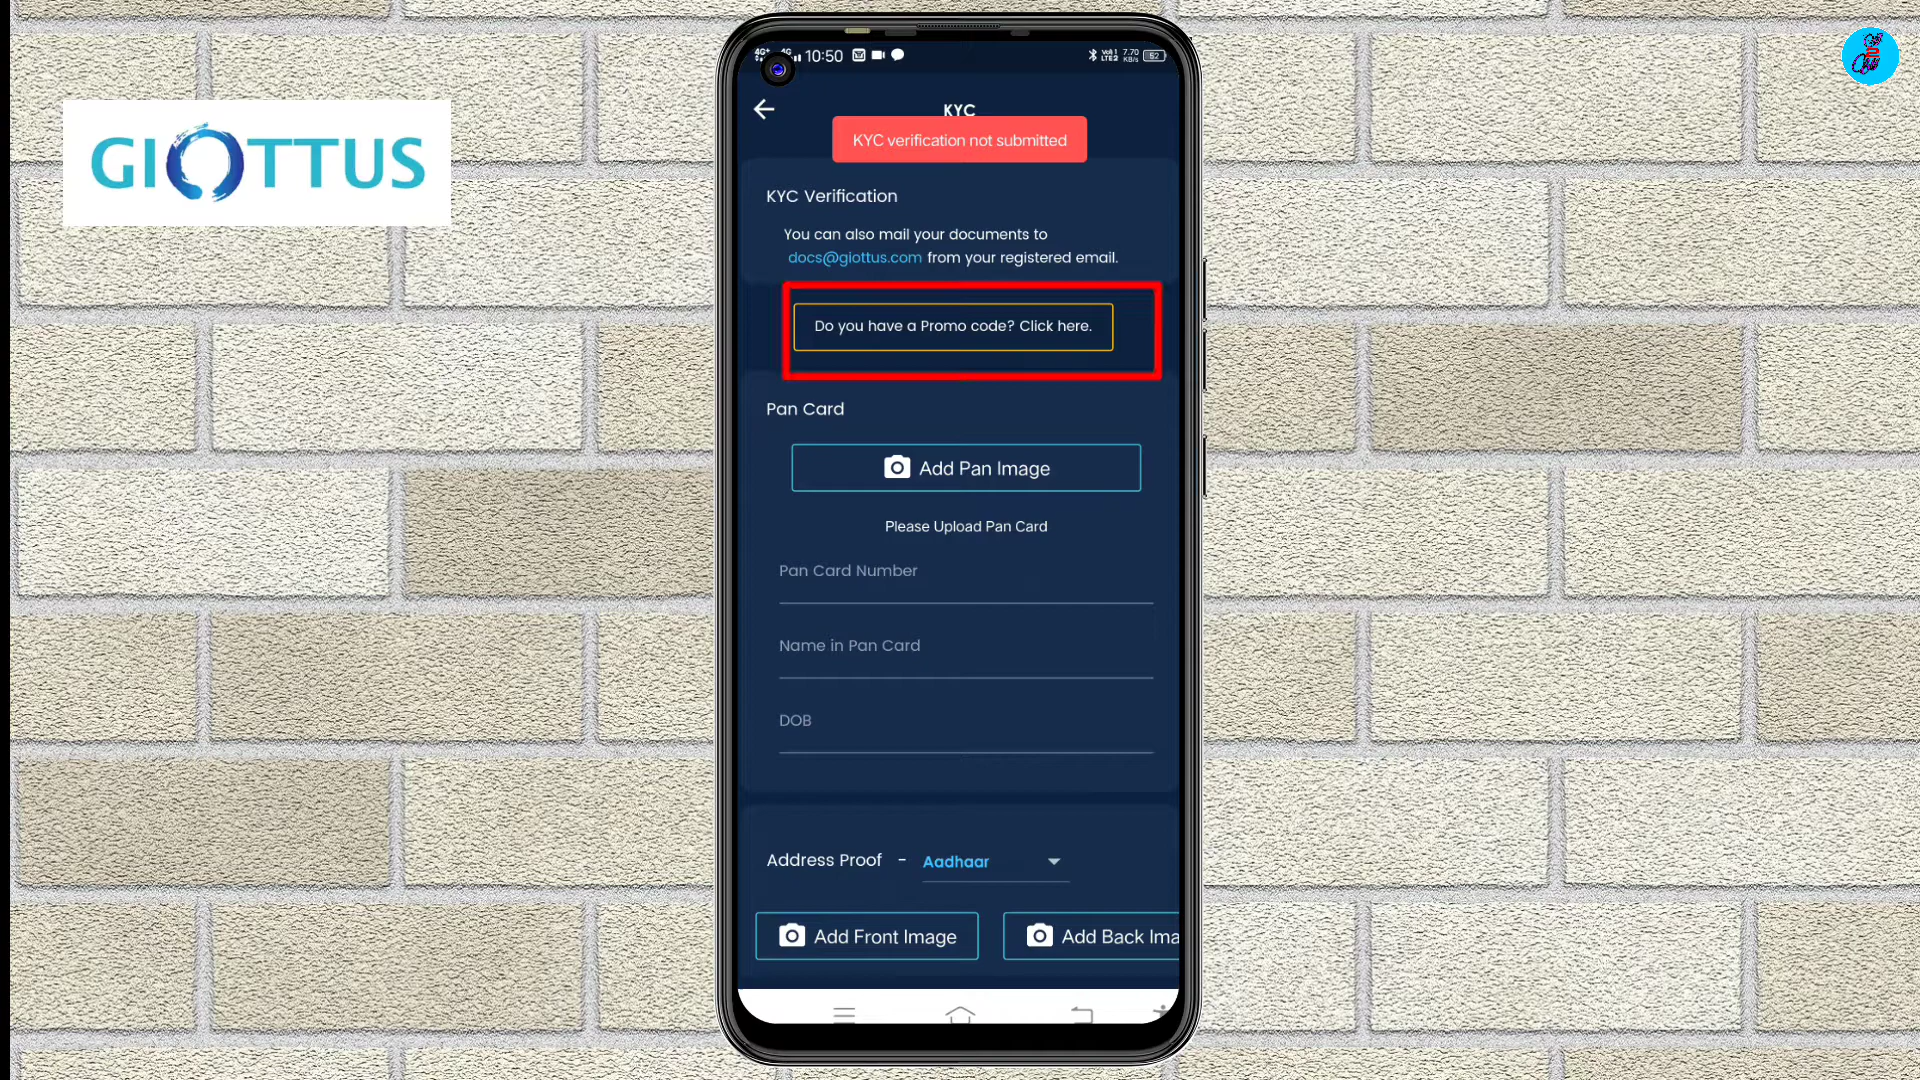 GIOTTUS
10:50
52
KYC
KYC verification not submitted
KYC Verification
You can also mail your documents to
docs@giottus.com from your registered email.
Do you have a Promo code? Click here.
Pan Card
Add Pan Image
Please Upload Pan Card
Pan Card Number
Name in Pan Card
DOB
Address Proof - Aadhaar
Add Front Image
Add Back Ima